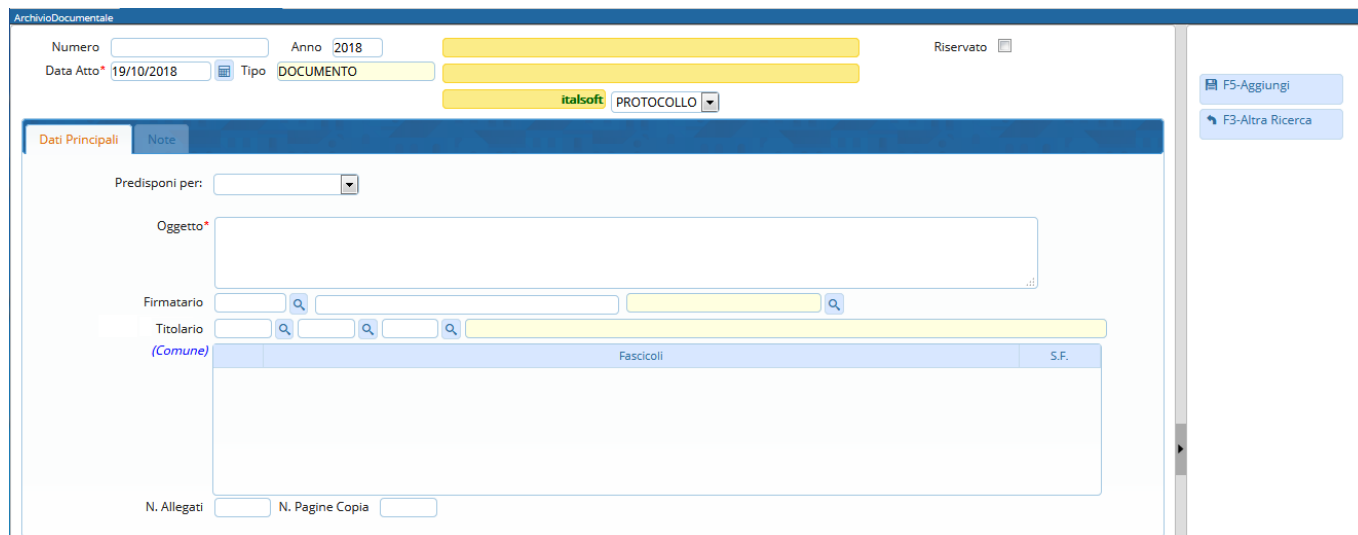 ArchivioDocumentale
Numero Anno 2018 Riservato
Data Atto* 19/10/2018 Tipo DOCUMENTO
italsoft PROTOCOLLO
F5-Aggiungi
F3-Altra Ricerca
Dati Principali Note
Predisponi per:
Oggetto*
Firmatario
Titolario
(Comune)
Fascicoli S.F.
N. Allegati N. Pagine Copia